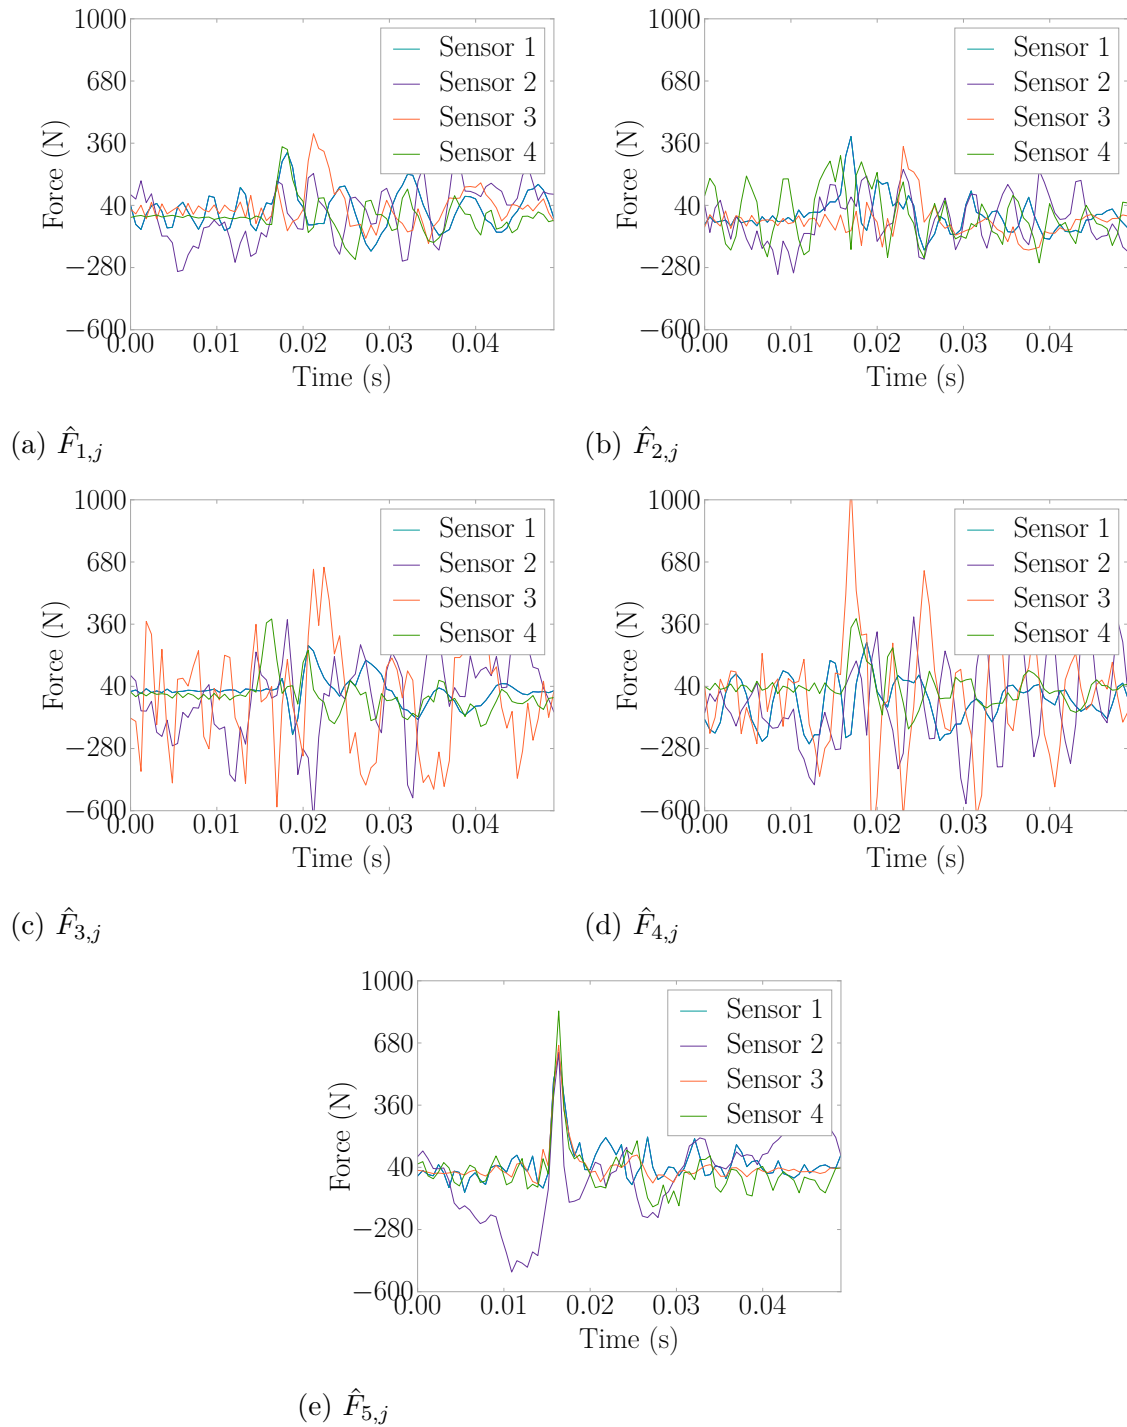 1000
680
360
40
−280
−600
Force (N)
0.00 0.01 0.02 0.03 0.04
Time (s)
Sensor 1
Sensor 2
Sensor 3
Sensor 4
(a) F̂1,j
1000
680
360
40
−280
−600
Force (N)
0.00 0.01 0.02 0.03 0.04
Time (s)
Sensor 1
Sensor 2
Sensor 3
Sensor 4
(b) F̂2,j
1000
680
360
40
−280
−600
Force (N)
0.00 0.01 0.02 0.03 0.04
Time (s)
Sensor 1
Sensor 2
Sensor 3
Sensor 4
(c) F̂3,j
1000
680
360
40
−280
−600
Force (N)
0.00 0.01 0.02 0.03 0.04
Time (s)
Sensor 1
Sensor 2
Sensor 3
Sensor 4
(d) F̂4,j
1000
680
360
40
−280
−600
Force (N)
0.00 0.01 0.02 0.03 0.04
Time (s)
Sensor 1
Sensor 2
Sensor 3
Sensor 4
(e) F̂5,j